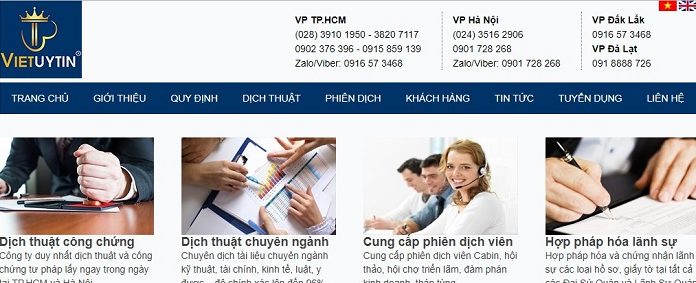 VIETUYTIN®
VP TP.HCM
(028) 3910 1950 - 3820 7117
0902 376 396 - 0915 859 139
Zalo/Viber: 0916 57 3468
VP Hà Nội
(024) 3516 2906
0901 728 268
Zalo/Viber: 0901 728 268
VP Đắk Lắk
0916 57 3468
VP Đà Lạt
091 8888 726
TRANG CHỦ GIỚI THIỆU QUY ĐỊNH DỊCH THUẬT PHIÊN DỊCH KHÁCH HÀNG TIN TỨC TUYỂN DỤNG LIÊN HỆ
Dịch thuật công chứng
Công ty duy nhất dịch thuật và công
chứng tư pháp lấy ngay trong ngày
tại TP.HCM và Hà Nội
Dịch thuật chuyên ngành
Chuyên dịch tài liệu chuyên ngành
kỹ thuật, tài chính, kinh tế, luật, y
dược... độ chính xác lên đến 96%
Cung cấp phiên dịch viên
Cung cấp phiên dịch viên Cabin, hội
thảo, hội chợ triển lãm, đàm phán
kinh doanh, tháp tùng
Hợp pháp hóa lãnh sự
Hợp pháp hóa và chứng nhận lãnh
sự các loại hồ sơ, giấy tờ tại tất cả
các Đại Sứ Quán và Lãnh Sự Quán